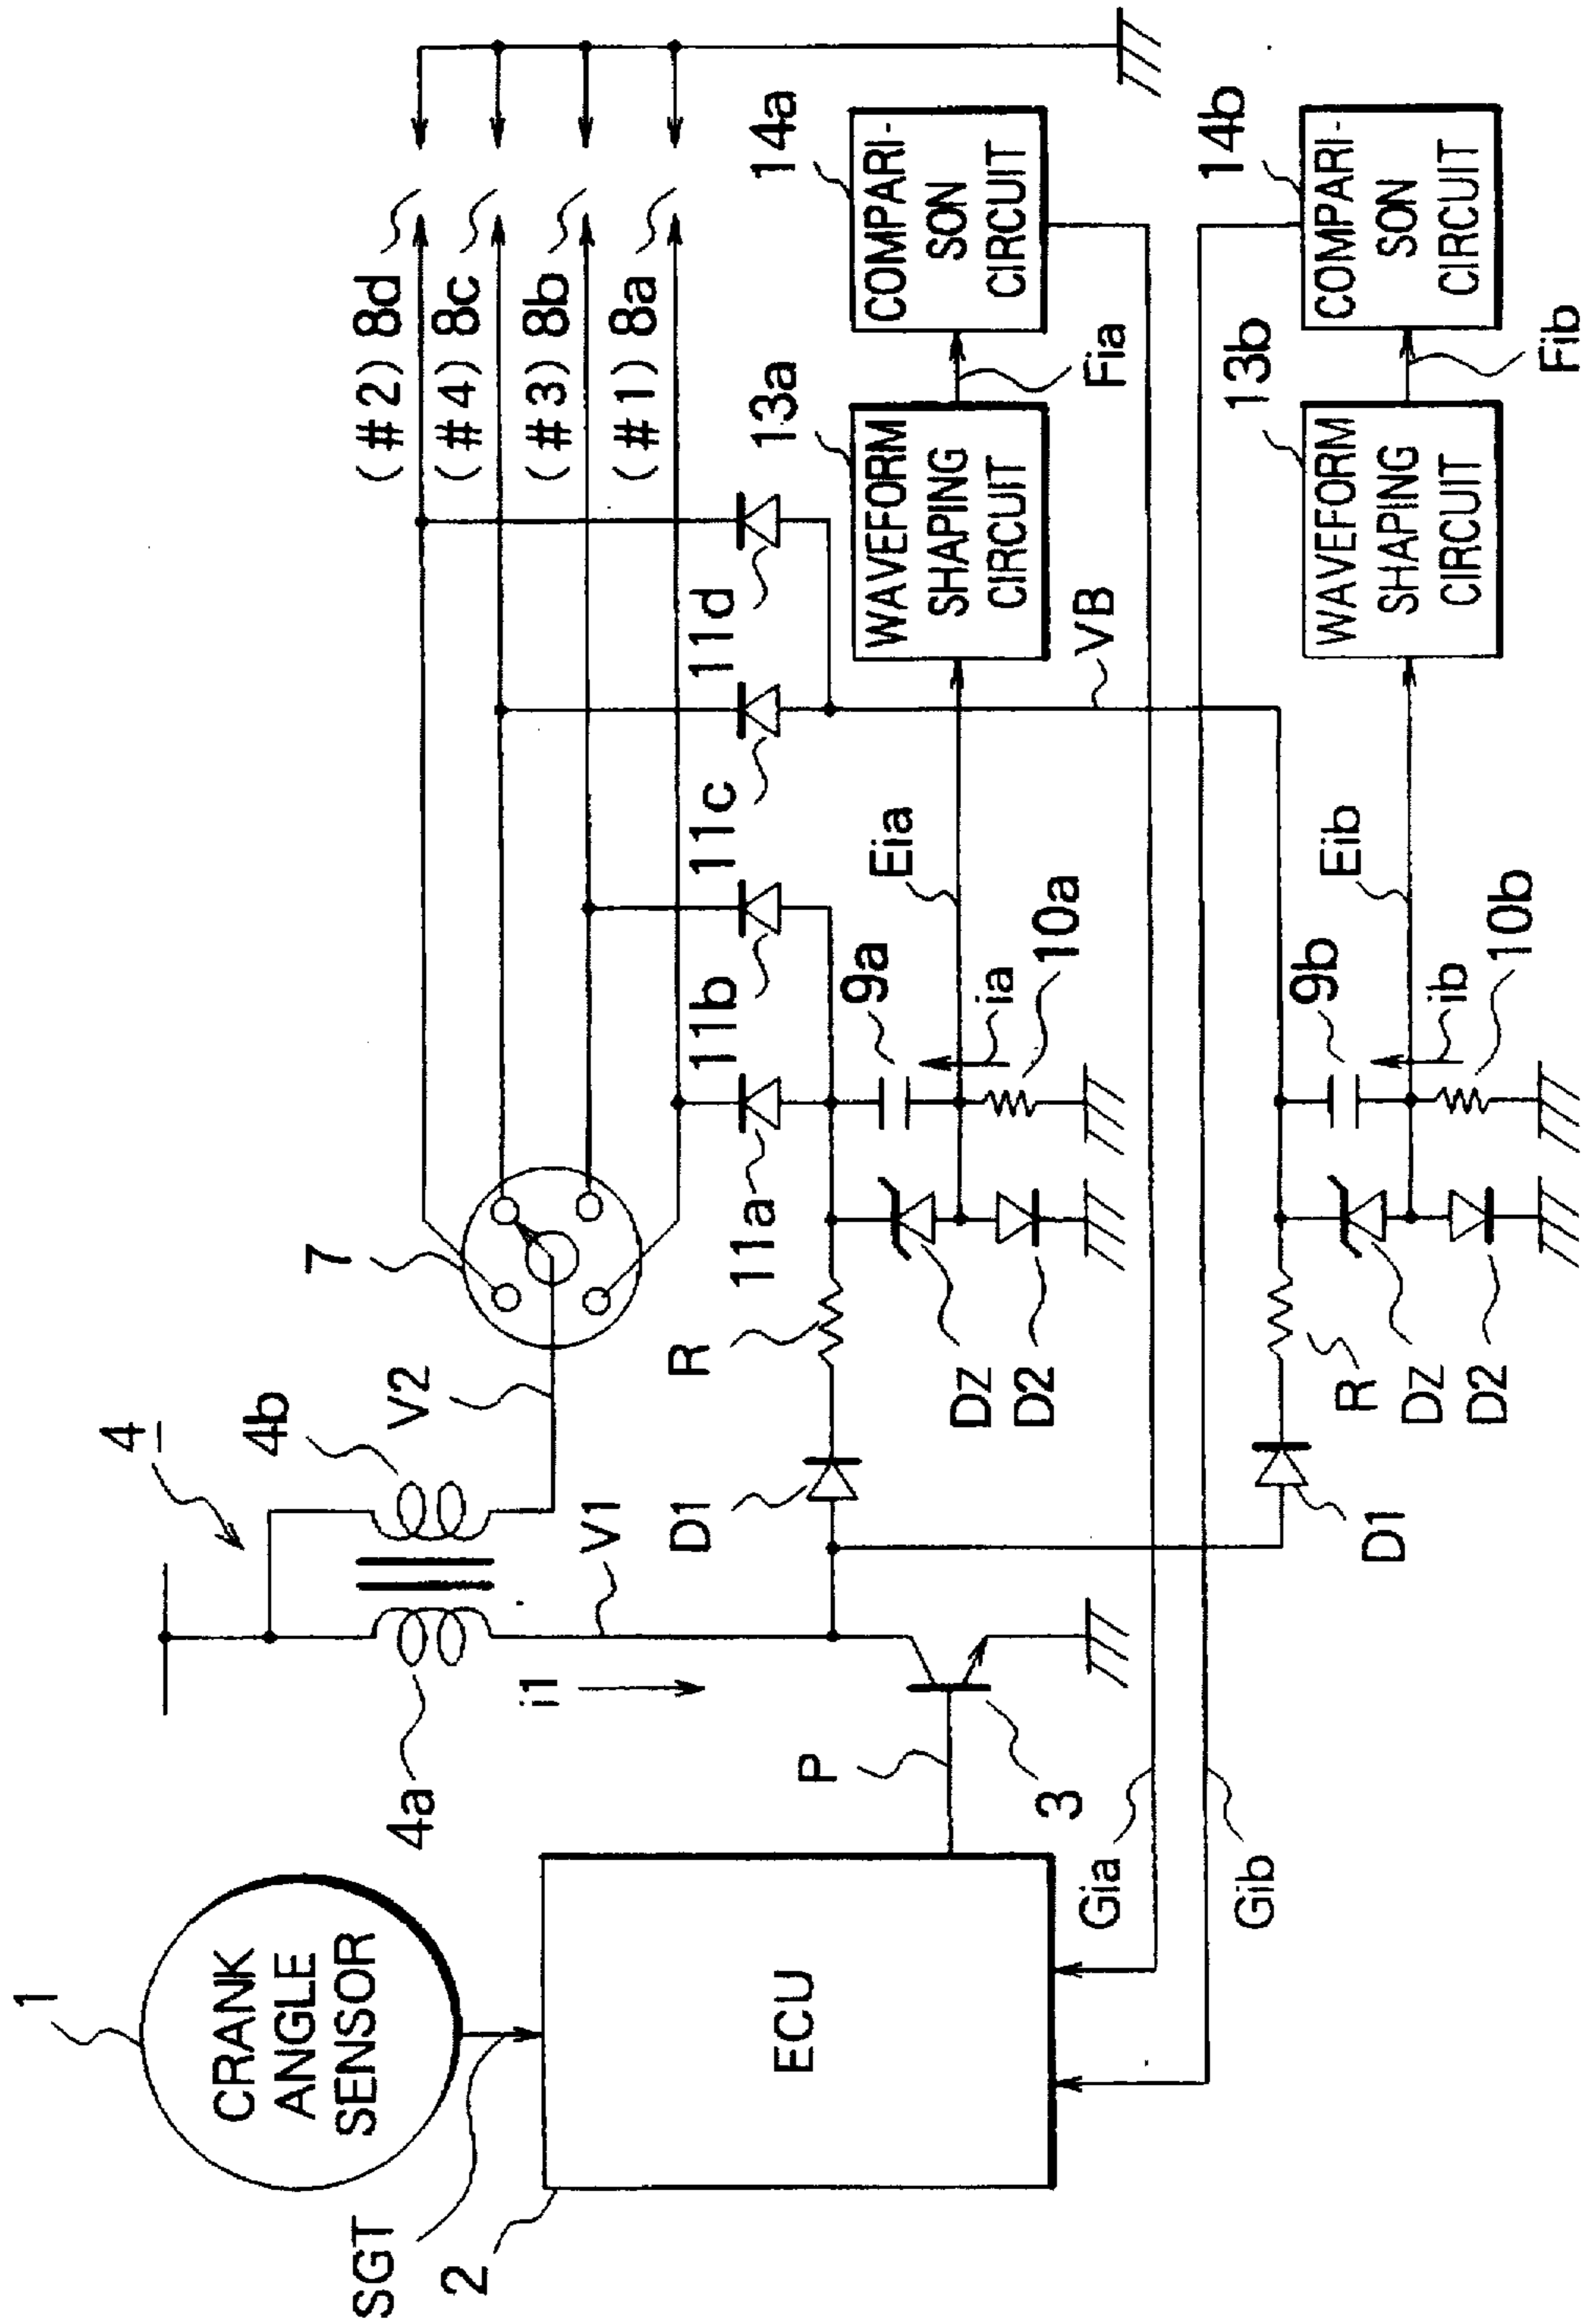 1
CRANK
ANGLE
SENSOR
SGT
2
ECU
4
4a
4b
i1
V1
V2
P
3
Gia
Gib
7
(#2) 8d
(#4) 8c
(#3) 8b
(#1) 8a
11a
11b
11c
11d
D1
R
DZ
D2
9a
ia
10a
Eia
13a
WAVEFORM
SHAPING
CIRCUIT
Fia
14a
COMPARI-
SON
CIRCUIT
VB
D1
R
DZ
D2
9b
ib
10b
Eib
13b
WAVEFORM
SHAPING
CIRCUIT
Fib
14b
COMPARI-
SON
CIRCUIT